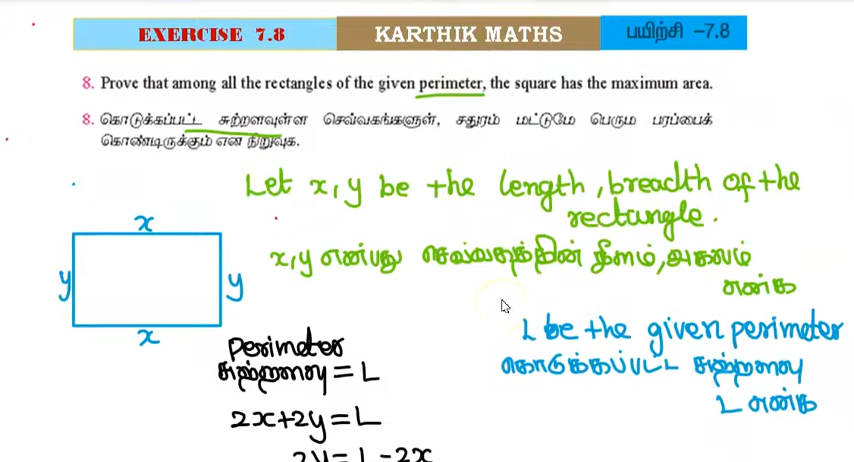 EXERCISE 7.8 KARTHIK MATHS பயிற்சி –7.8
8. Prove that among all the rectangles of the given perimeter, the square has the maximum area.
8. கொடுக்கப்பட்ட சுற்றளவுள்ள செவ்வகங்களுள், சதுரம் மட்டுமே பெரும பரப்பைக்
கொண்டிருக்கும் என நிறுவுக.
Let x, y be the length, breadth of the
rectangle.
x, y என்பது செவ்வகத்தின் நீளம், அகலம்
என்க
x
y
y
x
L be the given perimeter
கொடுக்கப்பட்ட சுற்றளவு
L என்க
Perimeter
சுற்றளவு = L
2x+2y = L
2y = L - 2x